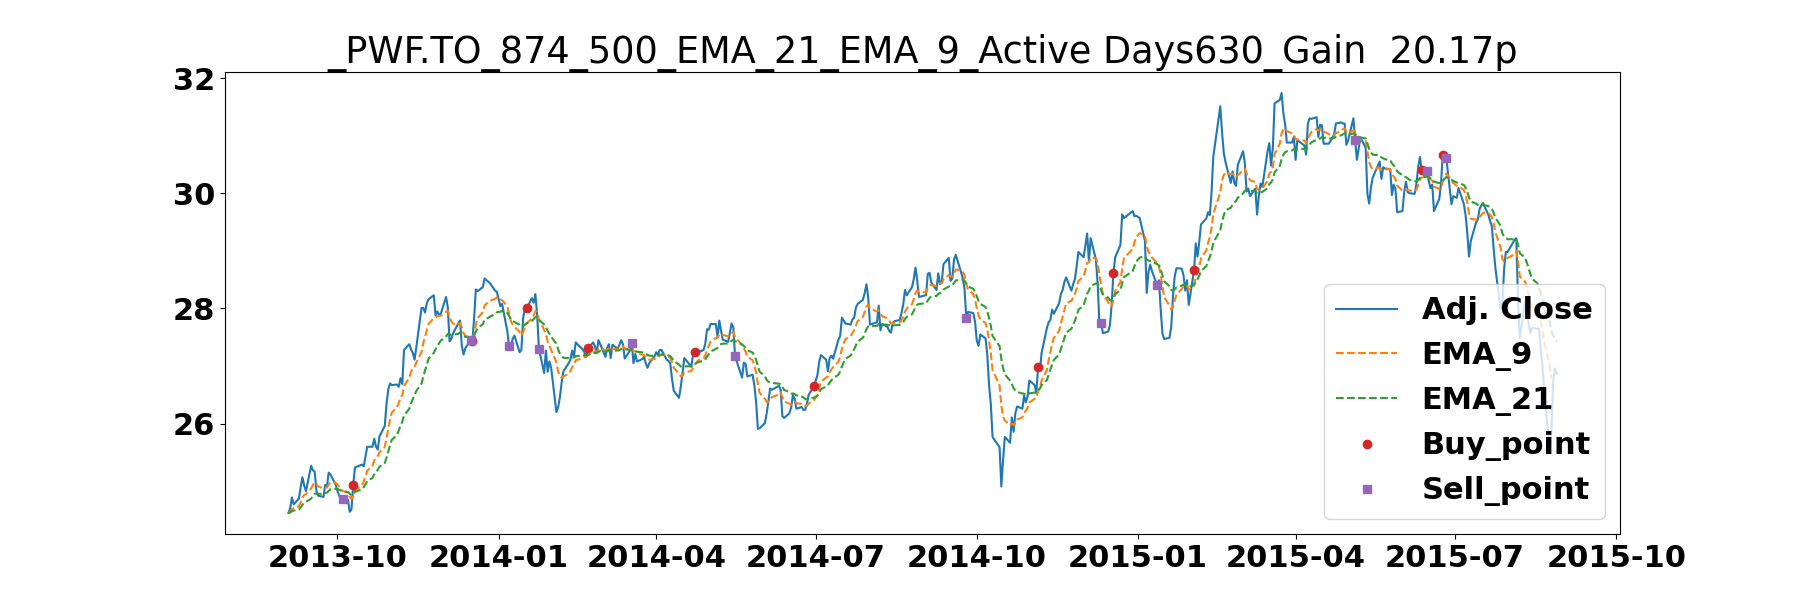 _PWF.TO_874_500_EMA_21_EMA_9_Active Days630_Gain  20.17p
32
30
28
26
2013-10 2014-01 2014-04 2014-07 2014-10 2015-01 2015-04 2015-07 2015-10
Adj. Close
EMA_9
EMA_21
Buy_point
Sell_point